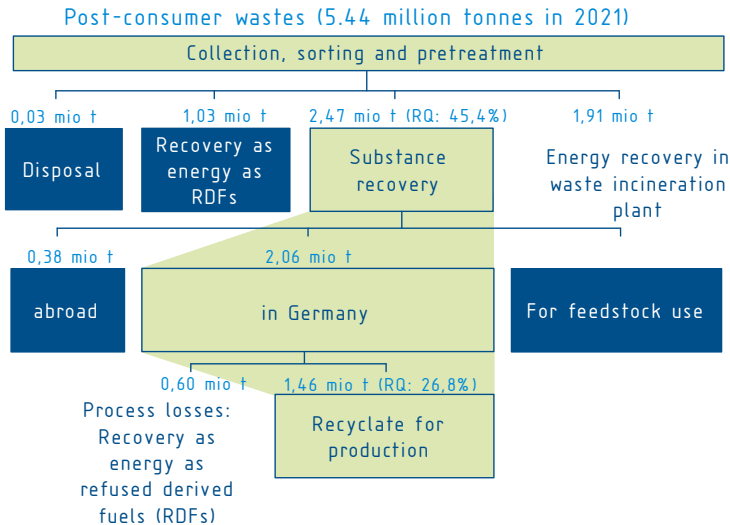 Post-consumer wastes (5.44 million tonnes in 2021)
Collection, sorting and pretreatment
0,03 mio t
1,03 mio t
2,47 mio t (RQ: 45,4%)
1,91 mio t
Disposal
Recovery as
energy as
RDFs
Substance
recovery
Energy recovery in
waste incineration
plant
0,38 mio t
2,06 mio t
abroad
in Germany
For feedstock use
0,60 mio t
1,46 mio t (RQ: 26,8%)
Process losses:
Recovery as
energy as
refused derived
fuels (RDFs)
Recyclate for
production